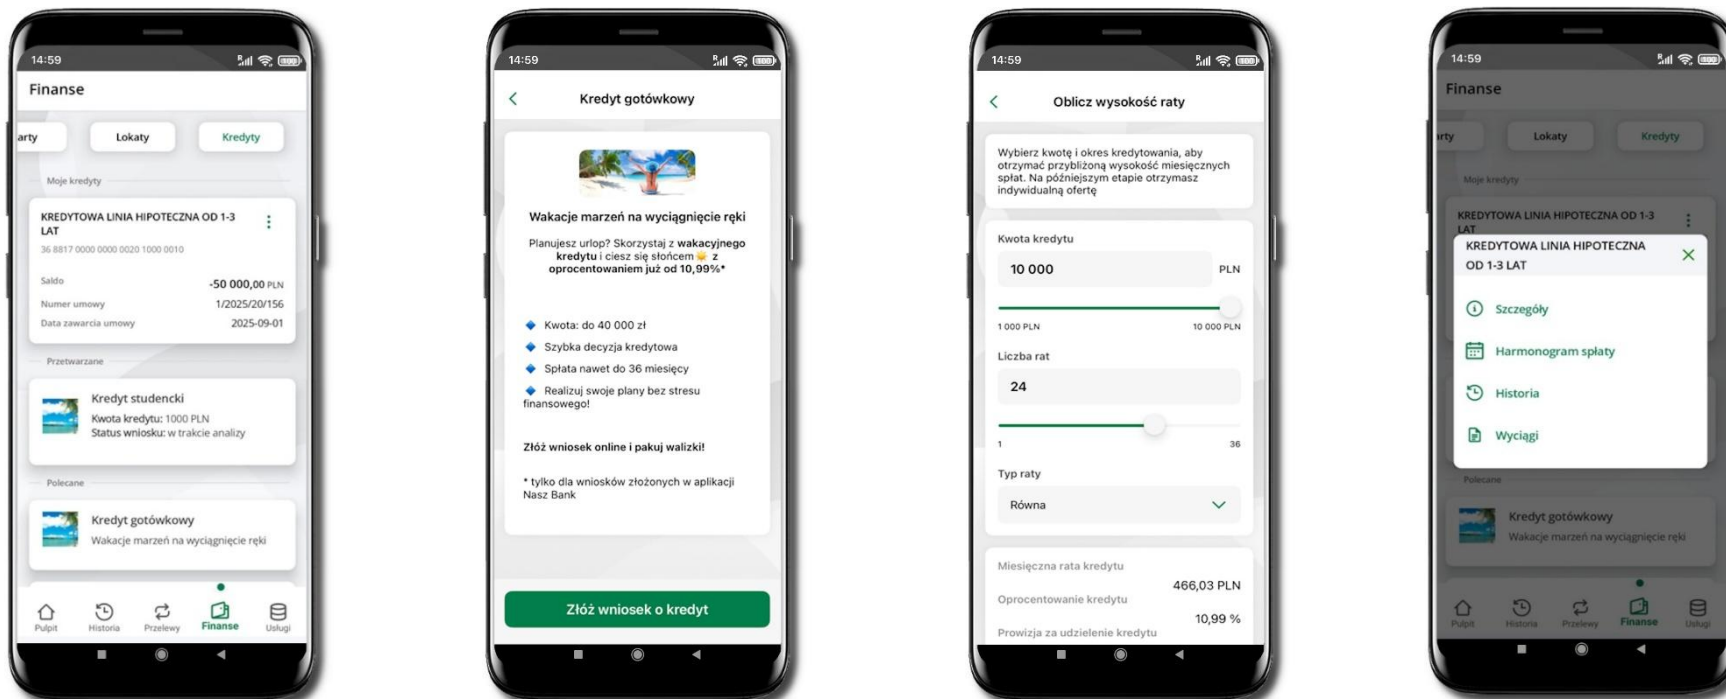 14:59
Finanse
arty
Lokaty
Kredyty
Moje kredyty
KREDYTOWA LINIA HIPOTECZNA OD 1-3
LAT
36 8817 0000 0000 0020 1000 0010
Saldo
-50 000,00 PLN
Numer umowy
1/2025/20/156
Data zawarcia umowy
2025-09-01
Przetwarzane
Kredyt studencki
Kwota kredytu: 1000 PLN
Status wniosku: w trakcie analizy
Polecane
Kredyt gotówkowy
Wakacje marzeń na wyciągnięcie ręki
Pulpit
Historia
Przelewy
Finanse
Usługi
14:59
Kredyt gotówkowy
Wakacje marzeń na wyciągnięcie ręki
Planujesz urlop? Skorzystaj z wakacyjnego
kredytu i ciesz się słońcem☀️ z
oprocentowaniem już od 10,99%*
Kwota: do 40 000 zł
Szybka decyzja kredytowa
Spłata nawet do 36 miesięcy
Realizuj swoje plany bez stresu
finansowego!
Złóż wniosek online i pakuj walizki!
* tylko dla wniosków złożonych w aplikacji
Nasz Bank
Złóż wniosek o kredyt
14:59
Oblicz wysokość raty
Wybierz kwotę i okres kredytowania, aby
otrzymać przybliżoną wysokość miesięcznych
spłat. Na późniejszym etapie otrzymasz
indywidualną ofertę
Kwota kredytu
10 000
PLN
1 000 PLN
10 000 PLN
Liczba rat
24
1
36
Typ raty
Równa
Miesięczna rata kredytu
466,03 PLN
Oprocentowanie kredytu
10,99 %
Prowizja za udzielenie kredytu
14:59
Finanse
arty
Lokaty
Kredyty
Moje kredyty
KREDYTOWA LINIA HIPOTECZNA OD 1-3
LAT
KREDYTOWA LINIA HIPOTECZNA
OD 1-3 LAT
Szczegóły
Harmonogram spłaty
Historia
Wyciągi
Polecane
Kredyt gotówkowy
Wakacje marzeń na wyciągnięcie ręki
Pulpit
Historia
Przelewy
Finanse
Usługi